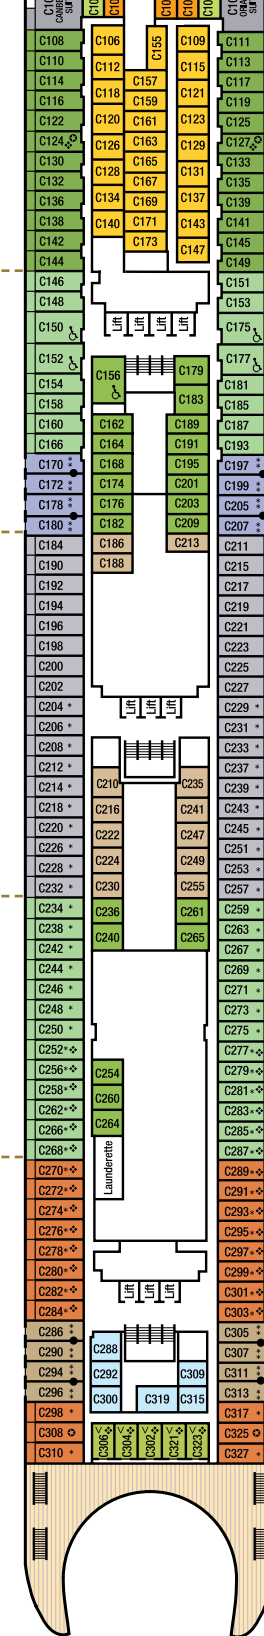 C108
C110
C114
C116
C122
C124
C130
C132
C136
C138
C142
C144
C146
C148
C150
C152
C154
C158
C160
C166
C170
C172
C178
C180
C184
C190
C192
C194
C196
C198
C200
C202
C204 *
C206 *
C208 *
C212 *
C214 *
C218 *
C220 *
C226 *
C228 *
C232 *
C234 *
C238 *
C242 *
C244 *
C246 *
C248 *
C250 *
C252*
C256*
C258*
C262*
C266*
C268*
C270*
C272*
C274*
C276*
C278*
C280*
C282*
C284*
C286
C290
C294
C296
C298 *
C308
C310 *
C106
C112
C118
C120
C126
C128
C134
C140
C155
C157
C159
C161
C163
C165
C167
C169
C171
C173
C109
C115
C121
C123
C129
C131
C137
C143
C147
Lift
Lift
Lift
Lift
C156
C162
C164
C168
C174
C176
C182
C186
C188
C179
C183
C189
C191
C195
C201
C203
C209
C213
Lift
Lift
Lift
C210
C216
C222
C224
C230
C236
C240
C235
C241
C247
C249
C255
C261
C265
C254
C260
C264
Launderette
Lift
Lift
Lift
C288
C292
C300
C309
C319
C315
C306
C304
C302
C321
C323
C111
C113
C117
C119
C125
C127
C133
C135
C139
C141
C145
C149
C151
C153
C175
C177
C181
C185
C187
C193
C197
C199
C205
C207
C211
C215
C217
C219
C221
C223
C225
C227
C229 *
C231 *
C233 *
C237 *
C239 *
C243 *
C245 *
C251 *
C253 *
C257 *
C259 *
C263 *
C267 *
C269 *
C271 *
C273 *
C275 *
C277*
C279*
C281*
C283*
C285*
C287*
C289*
C291*
C293*
C295*
C297*
C299*
C301*
C303*
C305
C307
C311
C313
C317 *
C325
C327 *